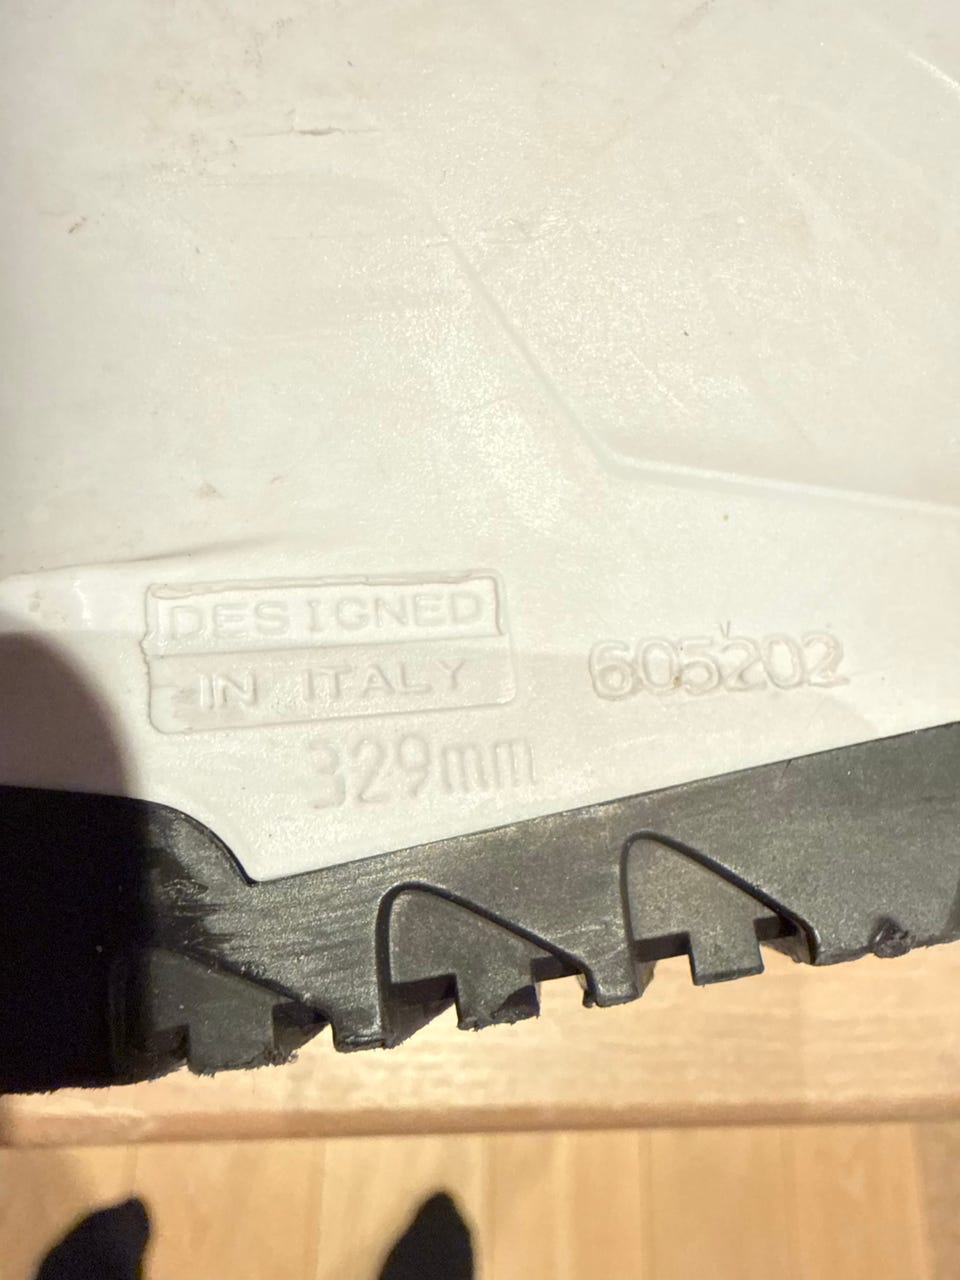 DESIGNED
IN ITALY
605202
329mm